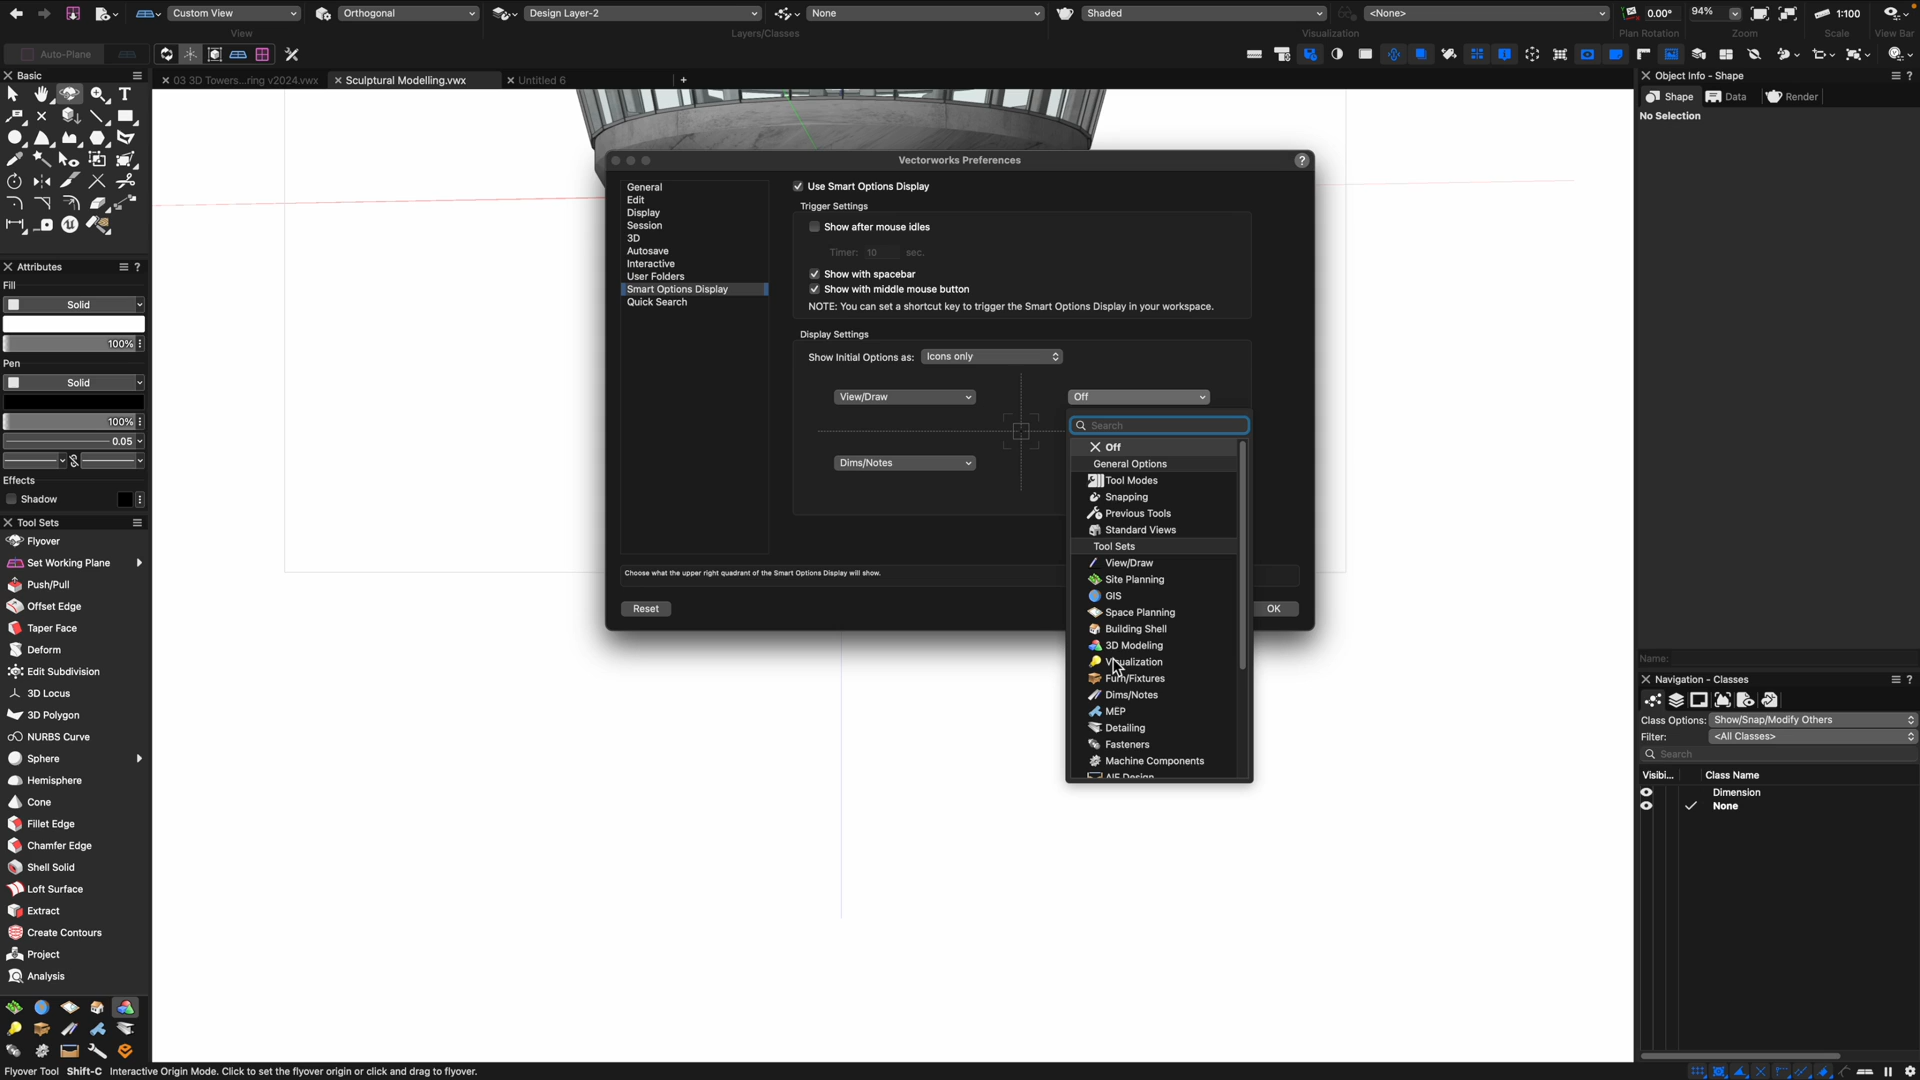 Custom View
Orthogonal
Design Layer-2
None
Shaded
<None>
0.00°
94%
1:100
View
Layers/Classes
Visualization
Plan Rotation
Zoom
Scale
View Bar
Auto-Plane
Basic
03 3D Towers...ring v2024.vwx
Sculptural Modelling.vwx
Untitled 6
Object Info - Shape
Shape
Data
Render
No Selection
Attributes
Fill
Solid
100%
Pen
Solid
100%
0.05
Effects
Shadow
Tool Sets
Flyover
Set Working Plane
Push/Pull
Offset Edge
Taper Face
Deform
Edit Subdivision
3D Locus
3D Polygon
NURBS Curve
Sphere
Hemisphere
Cone
Fillet Edge
Chamfer Edge
Shell Solid
Loft Surface
Extract
Create Contours
Project
Analysis
Vectorworks Preferences
General
Edit
Display
Session
3D
Autosave
Interactive
User Folders
Smart Options Display
Quick Search
Use Smart Options Display
Trigger Settings
Show after mouse idles
Timer: 10 sec.
Show with spacebar
Show with middle mouse button
NOTE: You can set a shortcut key to trigger the Smart Options Display in your workspace.
Display Settings
Show Initial Options as: Icons only
View/Draw
Off
Dims/Notes
Search
Off
General Options
Tool Modes
Snapping
Previous Tools
Standard Views
Tool Sets
View/Draw
Site Planning
GIS
Space Planning
Building Shell
3D Modeling
Visualization
Furn/Fixtures
Dims/Notes
MEP
Detailing
Fasteners
Machine Components
AIE Design
Choose what the upper right quadrant of the Smart Options Display will show.
Reset
OK
Name:
Navigation - Classes
Class Options: Show/Snap/Modify Others
Filter: <All Classes>
Search
Visibi...
Class Name
Dimension
None
Flyover Tool Shift-C Interactive Origin Mode. Click to set the flyover origin or click and drag to flyover.